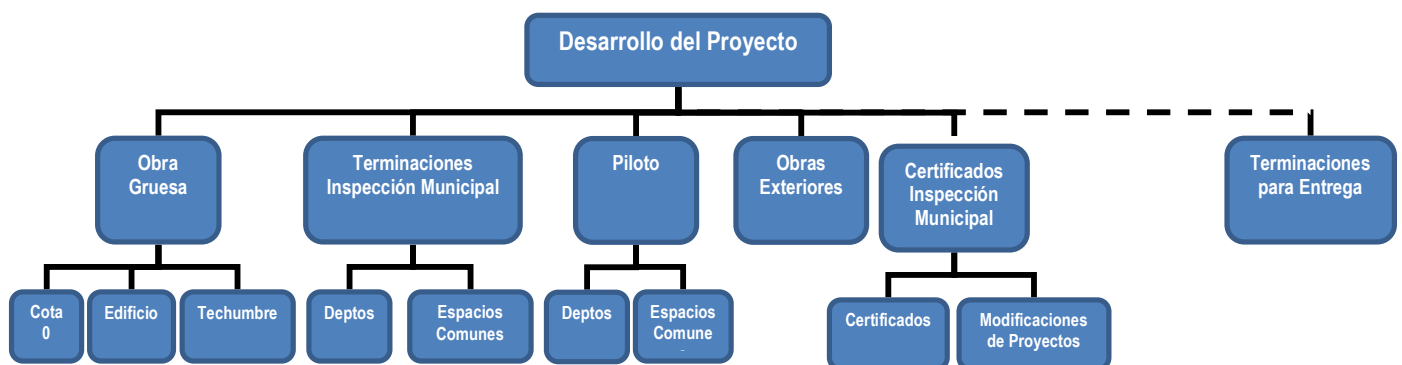 Desarrollo del Proyecto
Obra
Gruesa
Terminaciones
Inspección Municipal
Piloto
Obras
Exteriores
Certificados
Inspección
Municipal
Terminaciones
para Entrega
Cota
0
Edificio
Techumbre
Deptos
Espacios
Comunes
Deptos
Espacios
Comune
Certificados
Modificaciones
de Proyectos